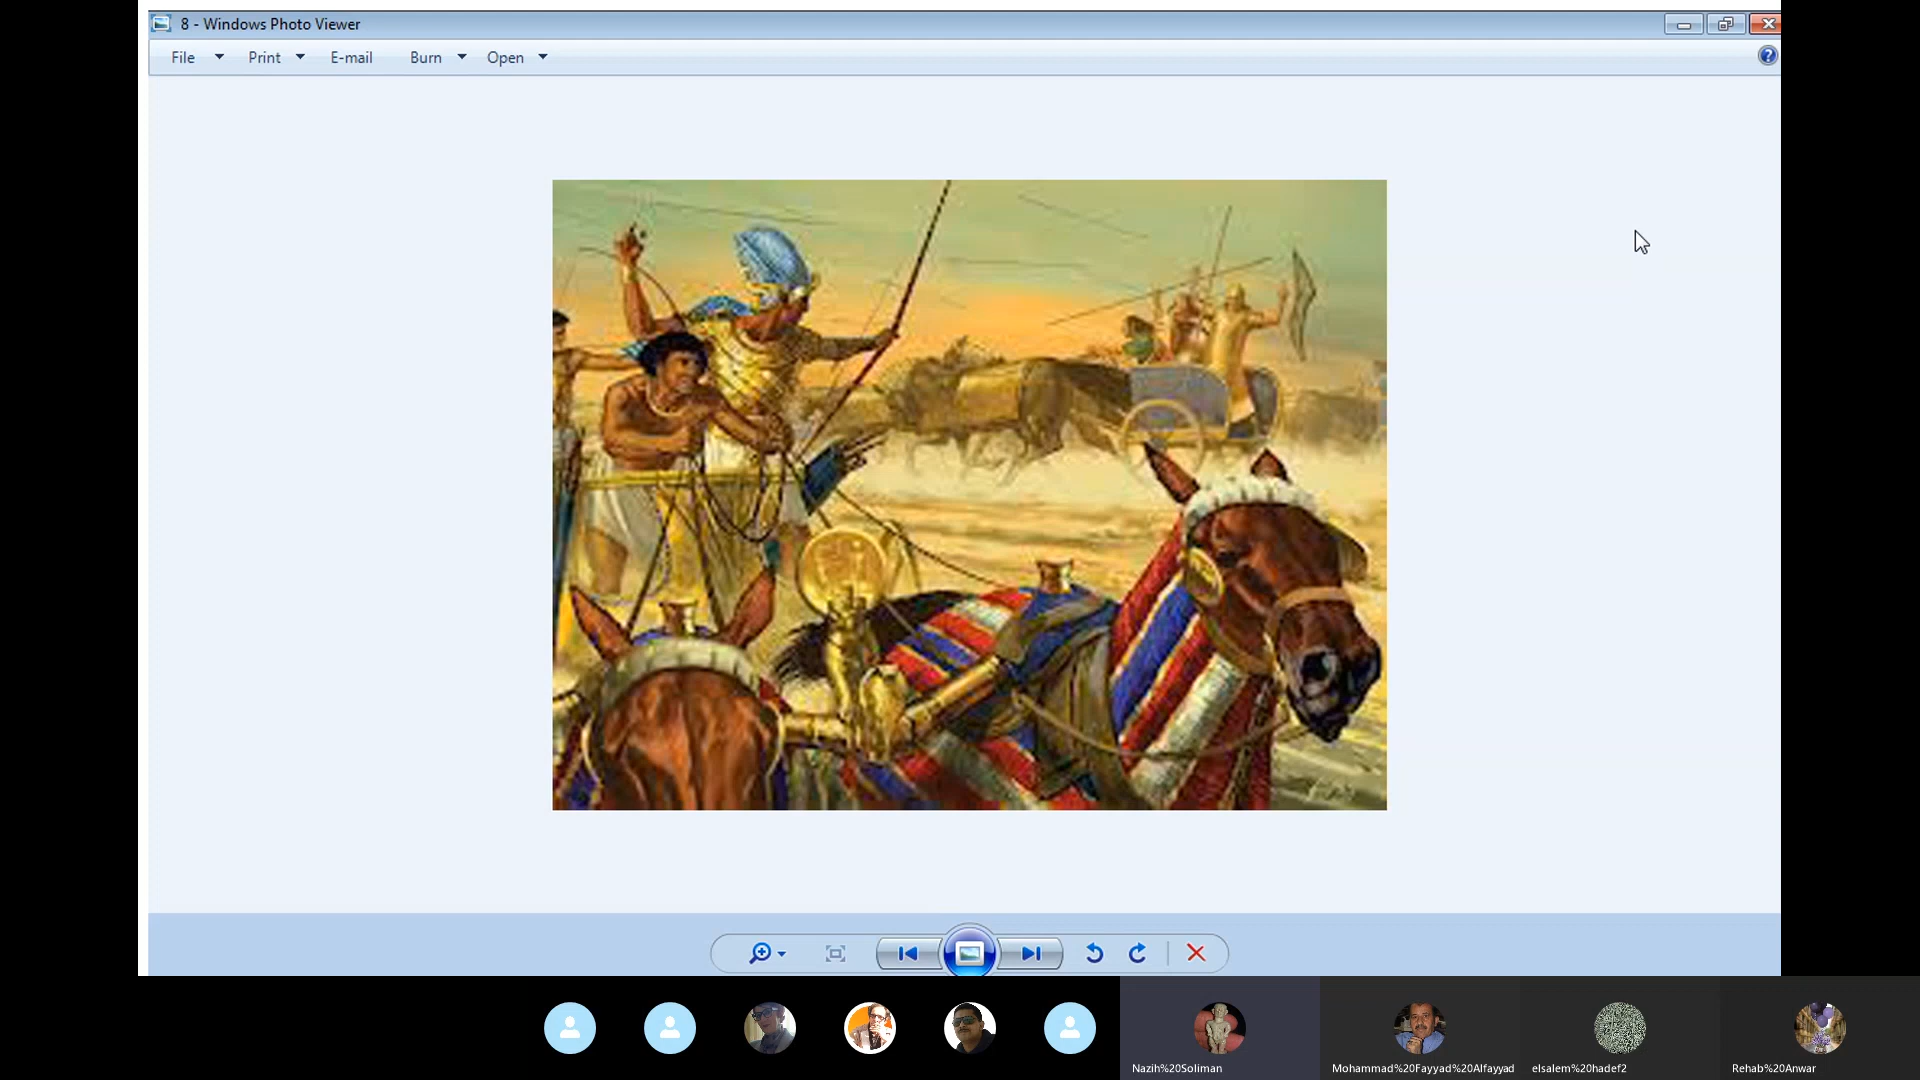 8 - Windows Photo Viewer
File Print E-mail Burn Open
Nazih%20Soliman
Mohammad%20Fayyad%20Alfayyad
elsalem%20hadef2
Rehab%20Anwar